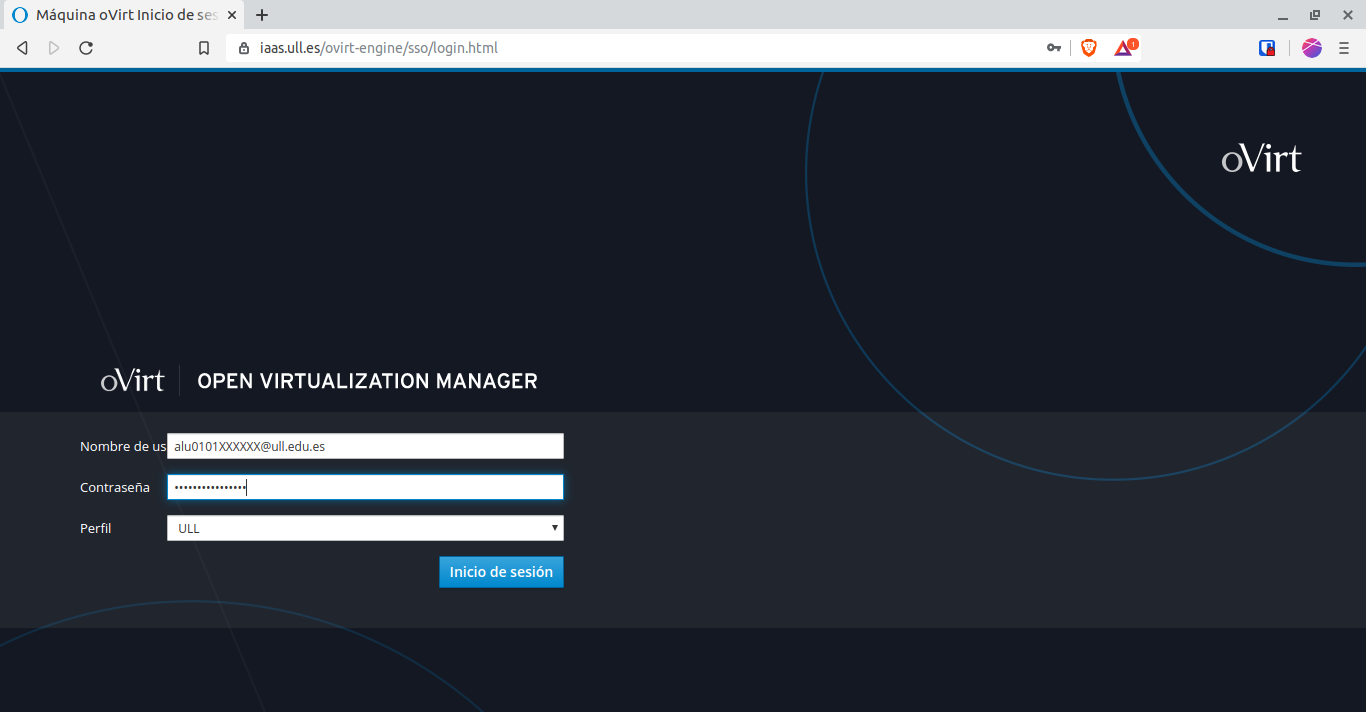 Máquina oVirt Inicio de ses
iaas.ull.es/ovirt-engine/sso/login.html
oVirt
oVirt OPEN VIRTUALIZATION MANAGER
Nombre de us alu0101XXXXXX@ull.edu.es
Contraseña ••••••••••••••••
Perfil ULL
Inicio de sesión